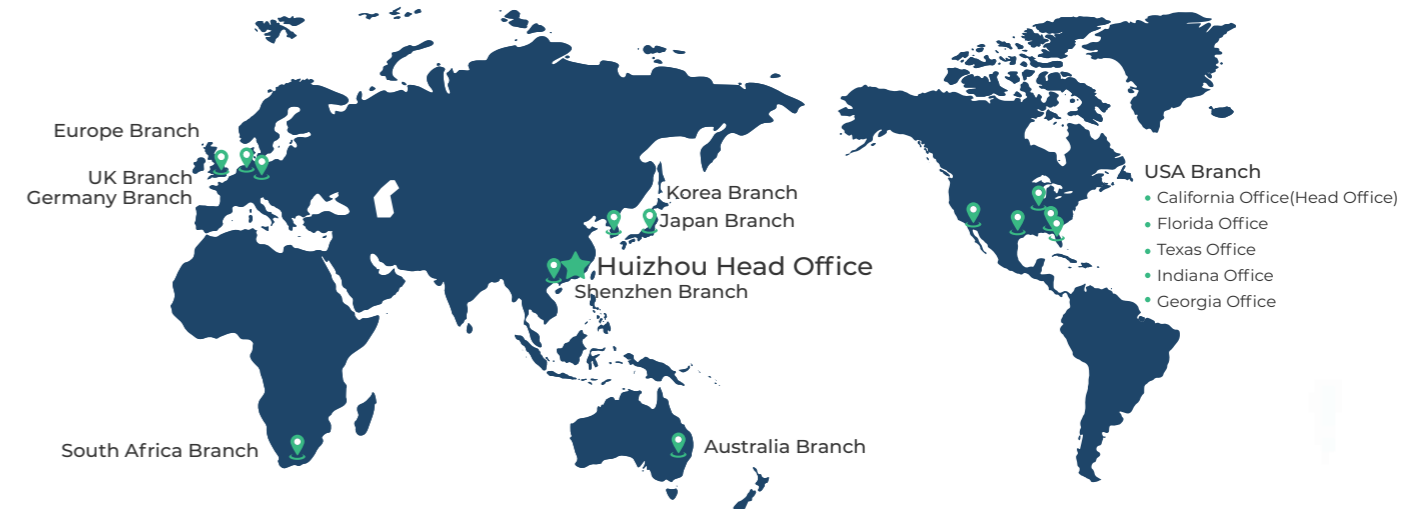 Europe Branch
UK Branch
Germany Branch
Korea Branch
Japan Branch
Huizhou Head Office
Shenzhen Branch
South Africa Branch
Australia Branch
USA Branch
California Office(Head Office)
Florida Office
Texas Office
Indiana Office
Georgia Office